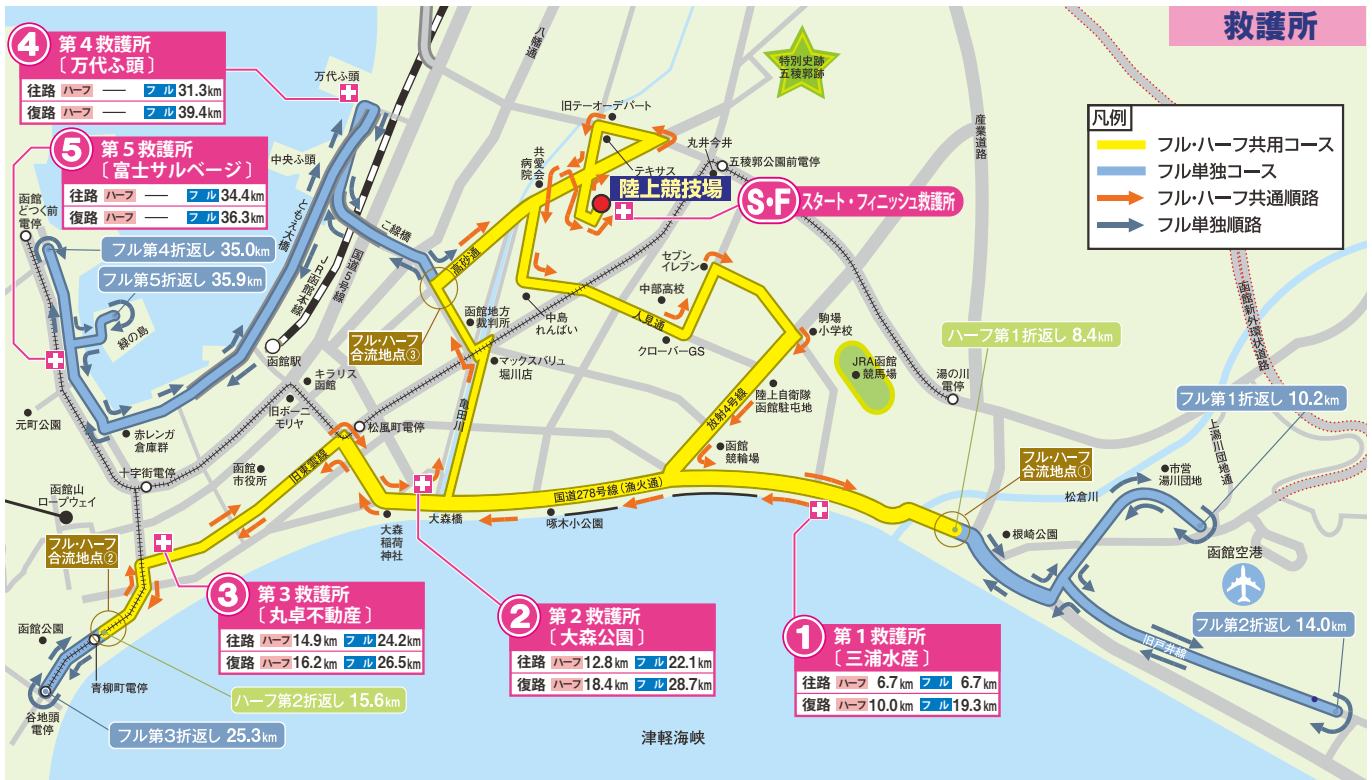 救護所
凡例
フル・ハーフ共用コース
フル単独コース
フル・ハーフ共通順路
フル単独順路
④ 第4救護所
〔万代ふ頭〕
往路 ハーフ ── フル 31.3km
復路 ハーフ ── フル 39.4km
⑤ 第5救護所
〔富士サルベージ〕
往路 ハーフ ── フル 34.4km
復路 ハーフ ── フル 36.3km
函館
どつく前
電停
フル第4折返し 35.0km
フル第5折返し 35.9km
緑の島
万代ふ頭
中央ふ頭
ともえ大橋
JR函館本線
国道5号線
八幡通
こ線橋
函館駅
旧テーオーデパート
共愛会
病院
テキサス
丸井今井
五稜郭公園前電停
特別史跡
五稜郭跡
陸上競技場
S・F スタート・フィニッシュ救護所
産業道路
函館新外環状道路
高砂通
フル・ハーフ
合流地点③
函館地方
裁判所
中島
れんばい
人見通
中部高校
セブン
イレブン
クローバーGS
駒場
小学校
JRA函館
競馬場
ハーフ第1折返し 8.4km
湯の川
電停
マックスバリュ
堀川店
亀田川
陸上自衛隊
函館駐屯地
放射4号線
函館
競輪場
元町公園
赤レンガ
倉庫群
キラリス
函館
旧ボーニ
モリヤ
松風町電停
十字街電停
函館
市役所
旧東雲線
函館山
ロープウェイ
大森
稲荷
神社
大森橋
国道278号線(漁火通)
啄木小公園
フル・ハーフ
合流地点①
フル第1折返し 10.2km
上湯川団地通
市営
湯川団地
松倉川
根崎公園
函館空港
フル第2折返し 14.0km
旧戸井線
フル・ハーフ
合流地点②
③ 第3救護所
〔丸卓不動産〕
往路 ハーフ 14.9km フル 24.2km
復路 ハーフ 16.2km フル 26.5km
② 第2救護所
〔大森公園〕
往路 ハーフ 12.8km フル 22.1km
復路 ハーフ 18.4km フル 28.7km
① 第1救護所
〔三浦水産〕
往路 ハーフ 6.7km フル 6.7km
復路 ハーフ 10.0km フル 19.3km
函館公園
青柳町電停
谷地頭
電停
ハーフ第2折返し 15.6km
フル第3折返し 25.3km
津軽海峡